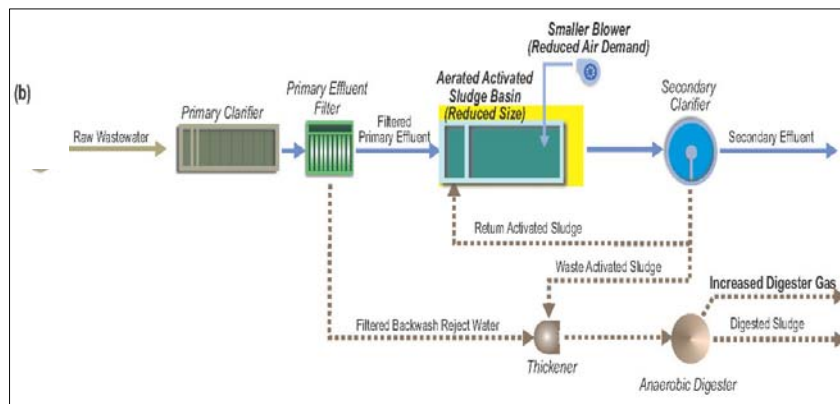 (b)
Raw Wastewater
Primary Clarifier
Primary Effluent
Filter
Filtered
Primary Effluent
Aerated Activated
Sludge Basin
(Reduced Size)
Smaller Blower
(Reduced Air Demand)
Secondary
Clarifier
Secondary Effluent
Return Activated Sludge
Waste Activated Sludge
Filtered Backwash Reject Water
Thickener
Increased Digester Gas
Digested Sludge
Anaerobic Digester